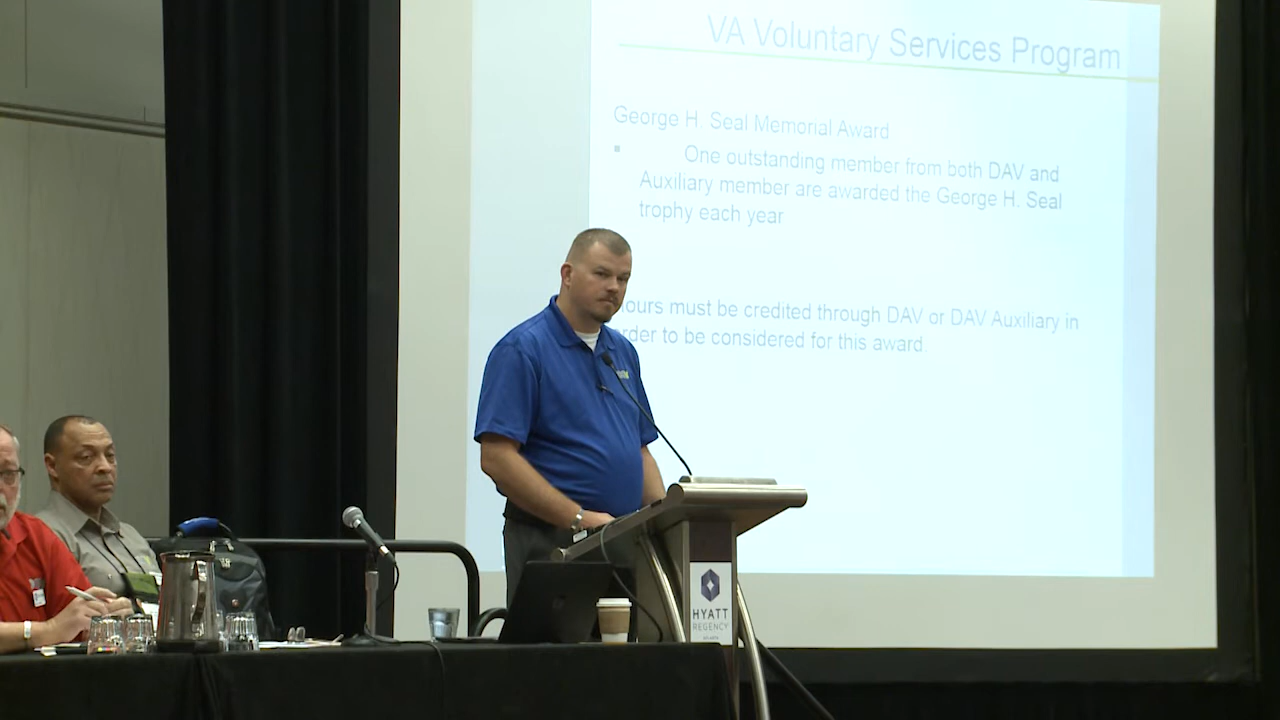 VA Voluntary Services Program
George H. Seal Memorial Award
One outstanding member from both DAV and
Auxiliary member are awarded the George H. Seal
trophy each year
ours must be credited through DAV or DAV Auxiliary in
rder to be considered for this award
HYATT
REGENCY